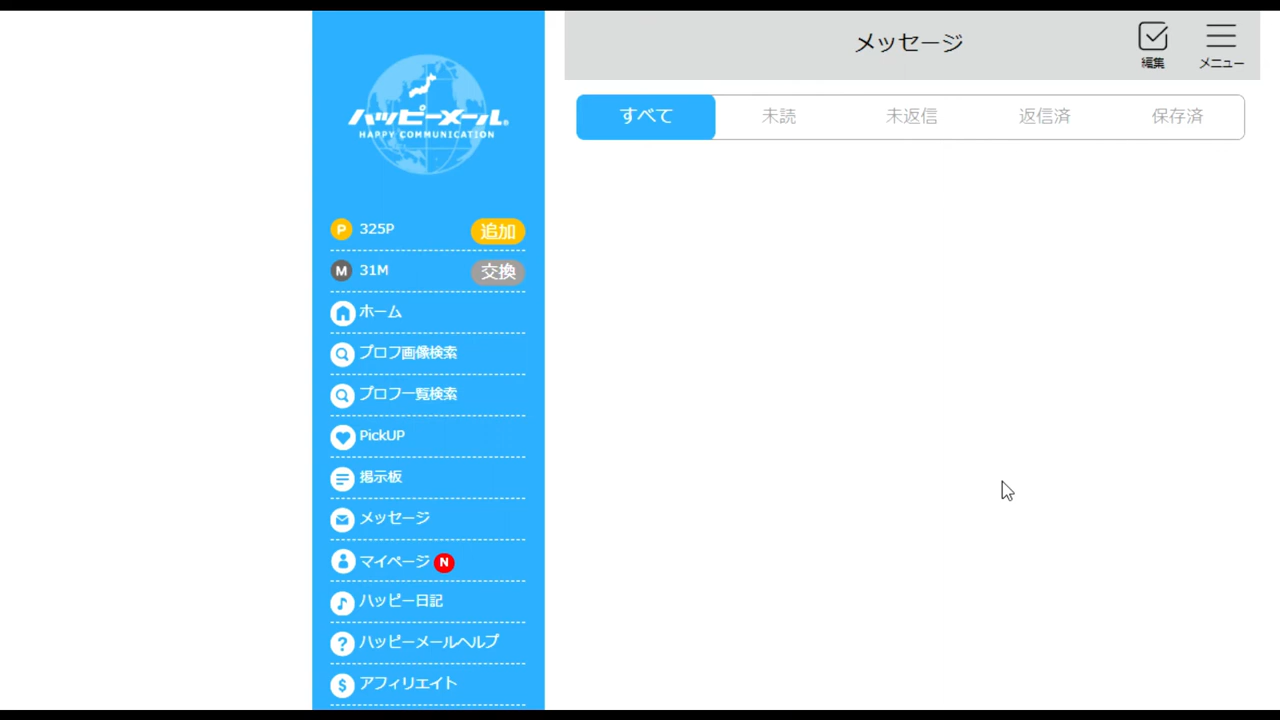 ハッピーメール®
HAPPY COMMUNICATION
P 325P 追加
M 31M 交換
ホーム
プロフ画像検索
プロフ一覧検索
PickUP
掲示板
メッセージ
マイページ N
ハッピー日記
? ハッピーメールヘルプ
$ アフィリエイト
メッセージ
編集
メニュー
すべて 未読 未返信 返信済 保存済